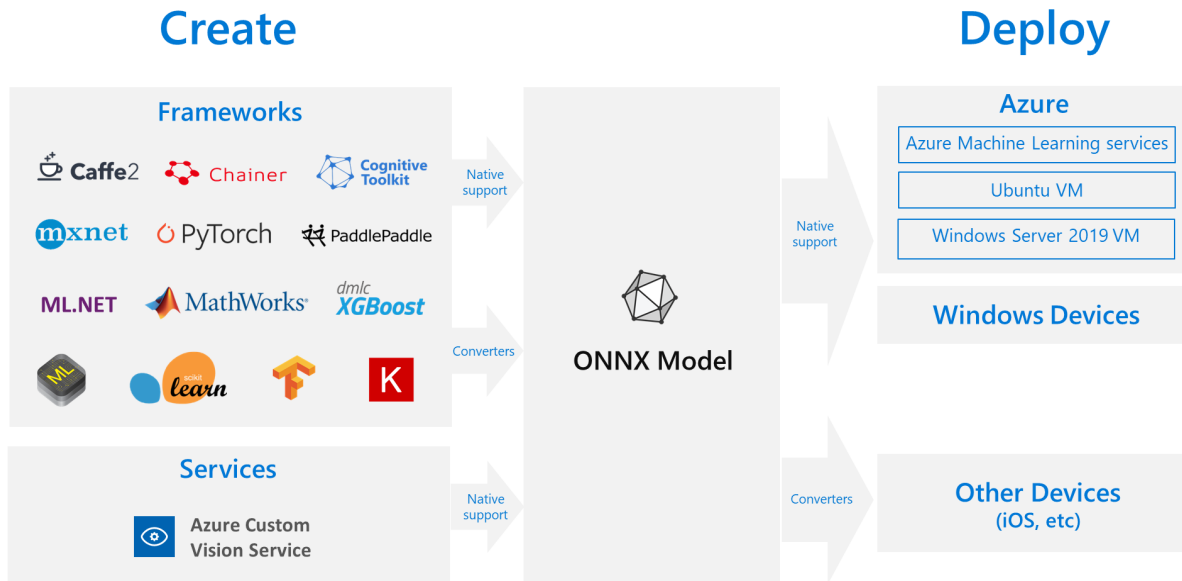 Create
Deploy
Frameworks
Caffe2
Chainer
Cognitive
Toolkit
mxnet
PyTorch
PaddlePaddle
ML.NET
MathWorks®
dmlc
XGBoost
ML
scikit
learn
K
Services
Azure Custom
Vision Service
Native
support
Converters
Native
support
ONNX Model
Native
support
Converters
Azure
Azure Machine Learning services
Ubuntu VM
Windows Server 2019 VM
Windows Devices
Other Devices
(iOS, etc)